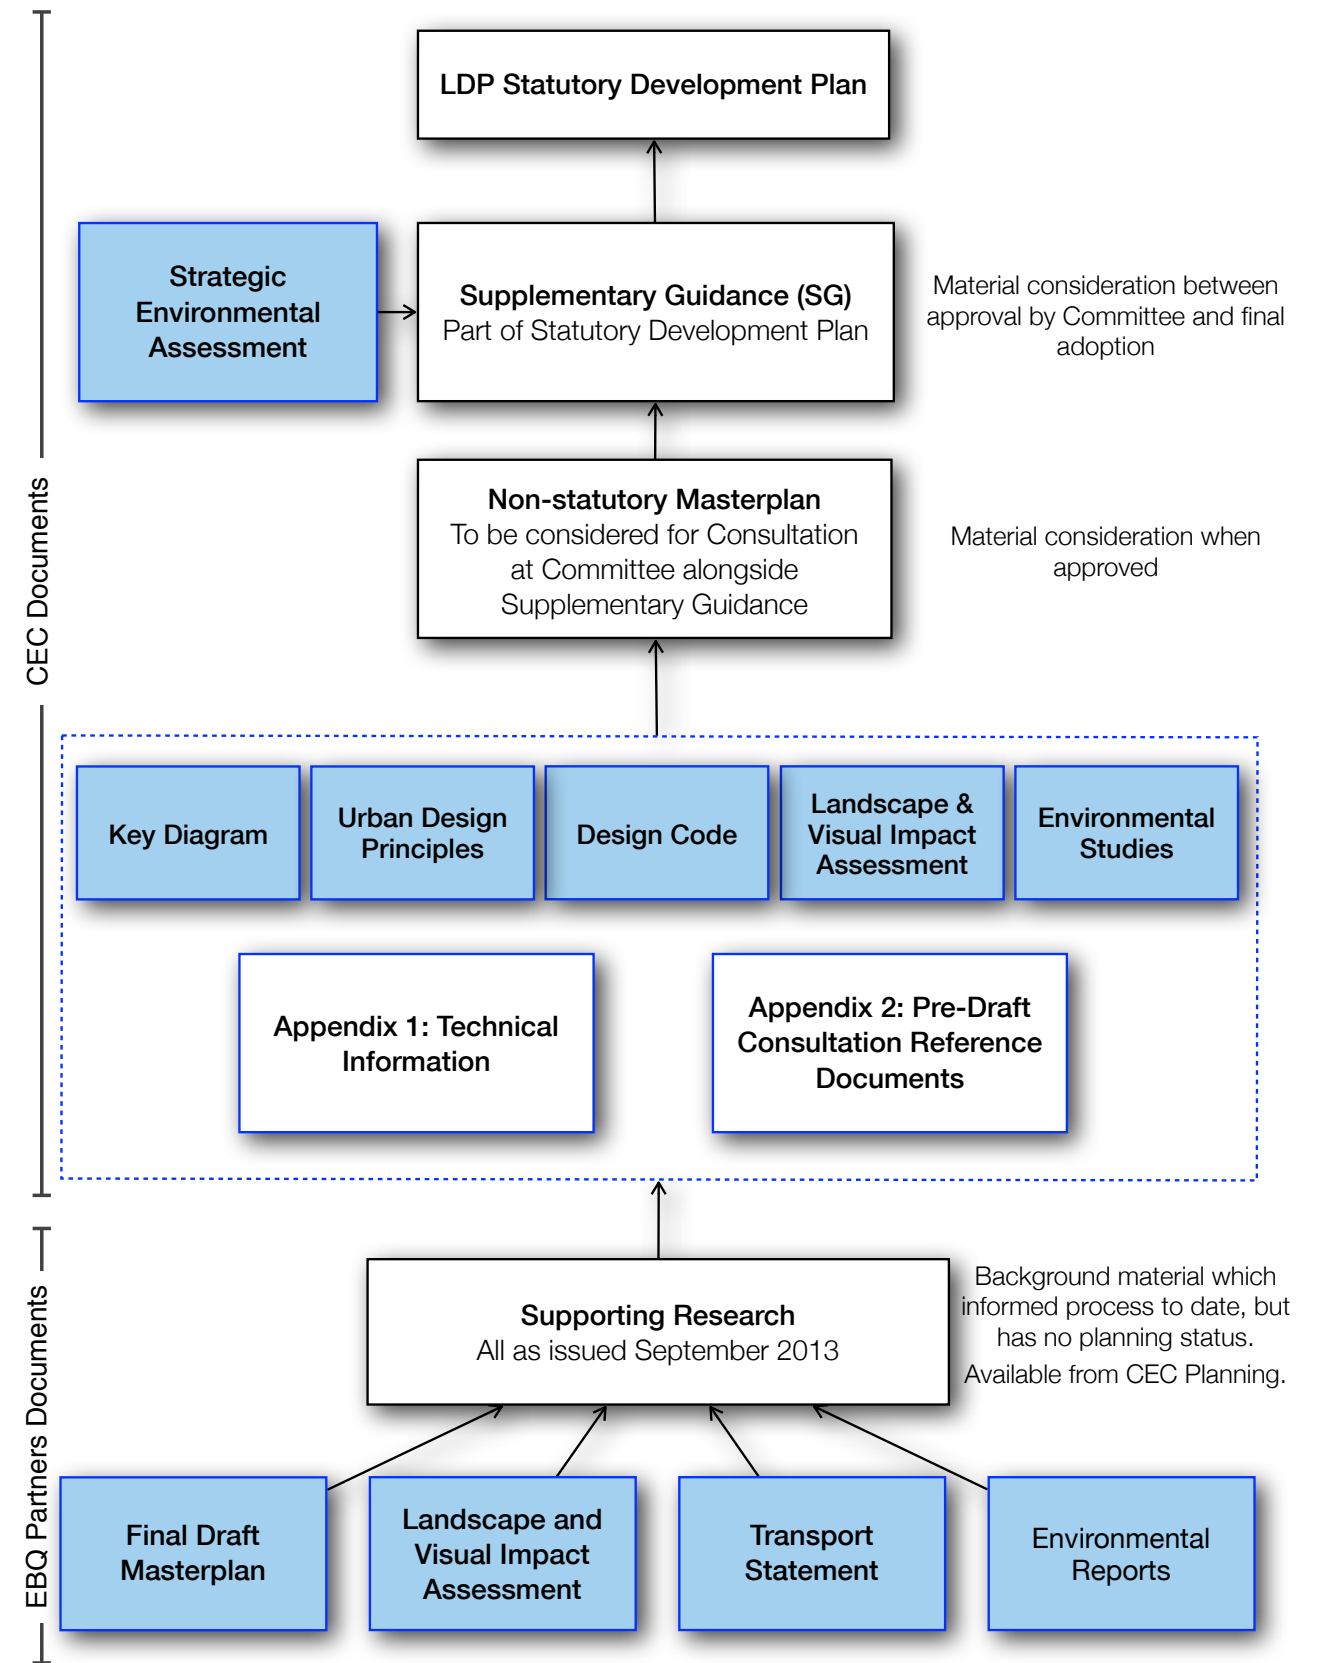 LDP Statutory Development Plan
Strategic
Environmental
Assessment
Supplementary Guidance (SG)
Part of Statutory Development Plan
Material consideration between
approval by Committee and final
adoption
CEC Documents
Non-statutory Masterplan
To be considered for Consultation
at Committee alongside
Supplementary Guidance
Material consideration when
approved
Key Diagram
Urban Design
Principles
Design Code
Landscape &
Visual Impact
Assessment
Environmental
Studies
Appendix 1: Technical
Information
Appendix 2: Pre-Draft
Consultation Reference
Documents
EBQ Partners Documents
Supporting Research
All as issued September 2013
Background material which
informed process to date, but
has no planning status.
Available from CEC Planning.
Final Draft
Masterplan
Landscape and
Visual Impact
Assessment
Transport
Statement
Environmental
Reports